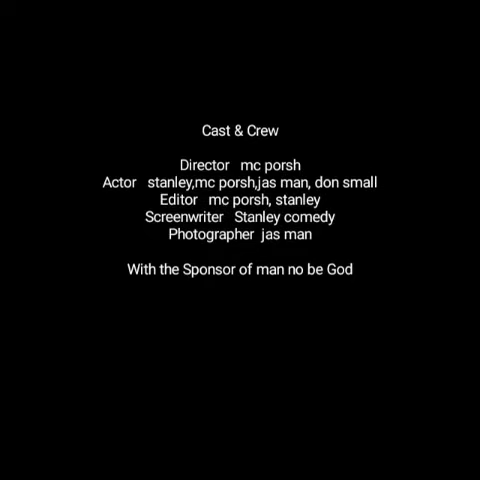 Cast & Crew
Director mc porsh
Actor stanley,mc porsh,jas man, don small
Editor mc porsh, stanley
Screenwriter Stanley comedy
Photographer jas man
With the Sponsor of man no be God